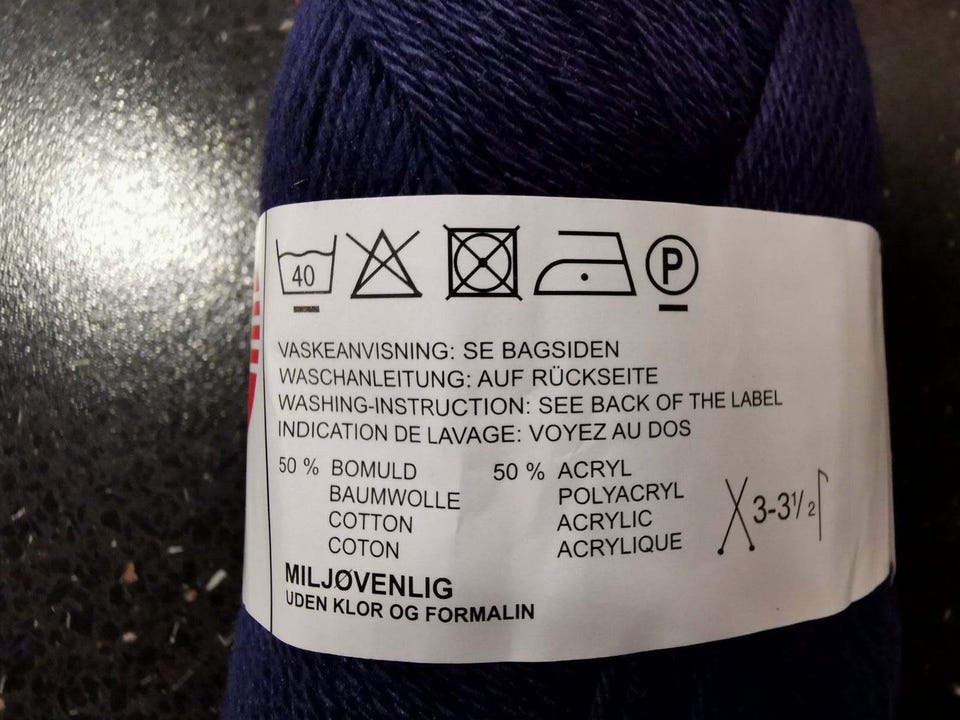 40 P
VASKEANVISNING: SE BAGSIDEN
WASCHANLEITUNG: AUF RÜCKSEITE
WASHING-INSTRUCTION: SEE BACK OF THE LABEL
INDICATION DE LAVAGE: VOYEZ AU DOS
50 % BOMULD 50 % ACRYL
BAUMWOLLE POLYACRYL
COTTON ACRYLIC 3-3½
COTON ACRYLIQUE
MILJØVENLIG
UDEN KLOR OG FORMALIN